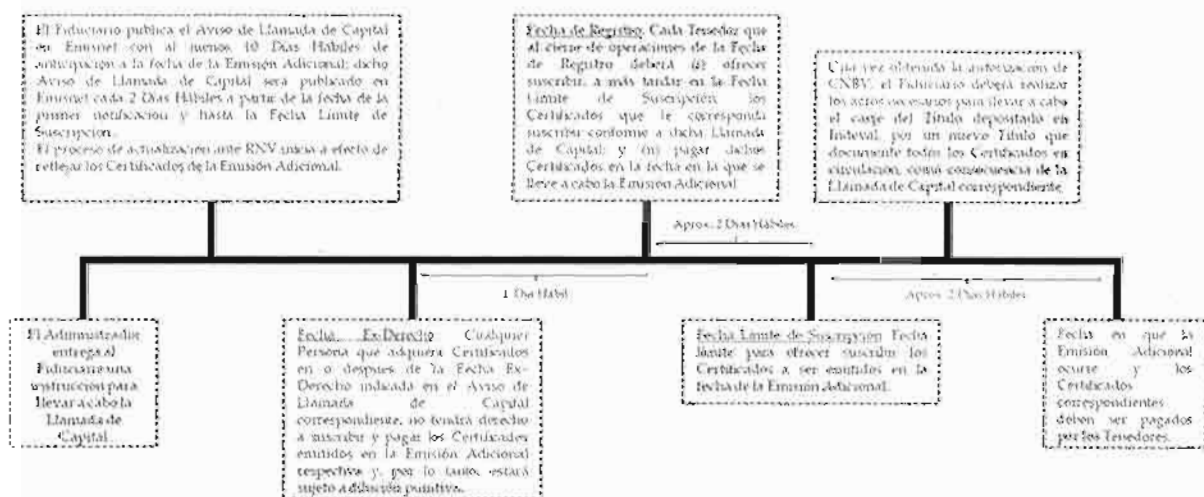 El Fiduciario publica el Aviso de Llamada de Capital
en Emisnet con al menos 10 Días Hábiles de
anticipación a la fecha de la Emisión Adicional; dicho
Aviso de Llamada de Capital será publicado en
Emisnet cada 2 Días Hábiles a partir de la fecha de la
primer notificación y hasta la Fecha Límite de
Suscripción.
El proceso de actualización ante RNV inicia a efecto de
reflejar los Certificados de la Emisión Adicional.
Fecha de Registro. Cada Tenedor que
al cierre de operaciones de la Fecha
de Registro deberá (i) ofrecer
suscribir, a más tardar en la Fecha
Límite de Suscripción los
Certificados que le corresponda
suscribir conforme a dicha Llamada
de Capital; y (ii) pagar dichos
Certificados en la fecha en la que se
lleve a cabo la Emisión Adicional
Una vez obtenida la autorización de
CNBV, el Fiduciario deberá realizar
los actos necesarios para llevar a cabo
el canje del Título depositado en
Indeval, por un nuevo Título que
documente todos los Certificados en
circulación, como consecuencia de la
Llamada de Capital correspondiente
Aprox. 2 Días Hábiles
1 Día Hábil
Aprox. 2 Días Hábiles
El Administrador
entrega al
Fiduciario una
instrucción para
llevar a cabo la
Llamada de
Capital
Fecha Ex-Derecho Cualquier
Persona que adquiera Certificados
en o después de la Fecha Ex-
Derecho indicada en el Aviso de
Llamada de Capital
correspondiente, no tendrá derecho
a suscribir y pagar los Certificados
emitidos en la Emisión Adicional
respectiva y, por lo tanto, estará
sujeto a dilución punitiva.
Fecha Límite de Suscripción Fecha
límite para ofrecer suscribir los
Certificados a ser emitidos en la
fecha de la Emisión Adicional.
Fecha en que la
Emisión Adicional
ocurre y los
Certificados
correspondientes
deben ser pagados
por los Tenedores.